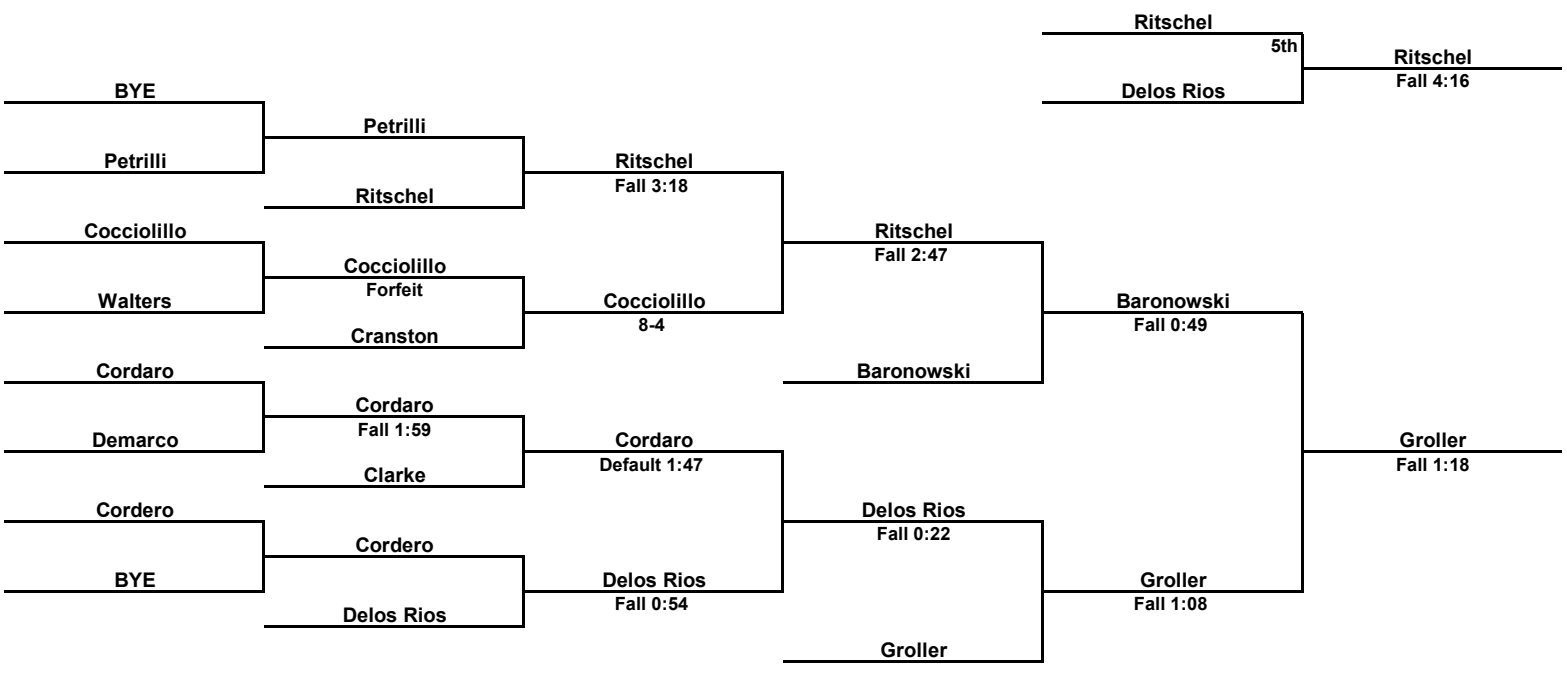 Ritschel
5th
Ritschel
Fall 4:16
Delos Rios
BYE
Petrilli
Petrilli
Ritschel
Fall 3:18
Ritschel
Cocciolillo
Ritschel
Fall 2:47
Cocciolillo
Forfeit
Walters
Cocciolillo
8-4
Baronowski
Fall 0:49
Cranston
Cordaro
Baronowski
Cordaro
Fall 1:59
Demarco
Cordaro
Default 1:47
Groller
Fall 1:18
Clarke
Cordero
Delos Rios
Fall 0:22
Cordero
BYE
Delos Rios
Fall 0:54
Groller
Fall 1:08
Delos Rios
Groller